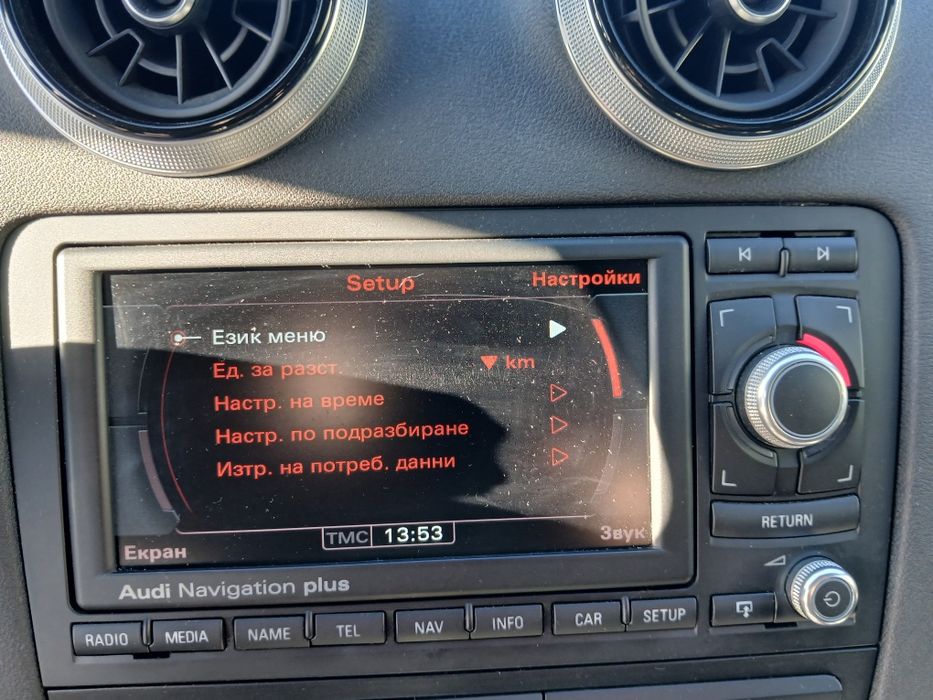 Setup
Настройки
Език меню
Ед. за разст.
km
Настр. на време
Настр. по подразбиране
Изтр. на потреб. данни
TMC 13:53
Екран
Звук
Audi Navigation plus
RETURN
RADIO MEDIA NAME TEL NAV INFO CAR SETUP